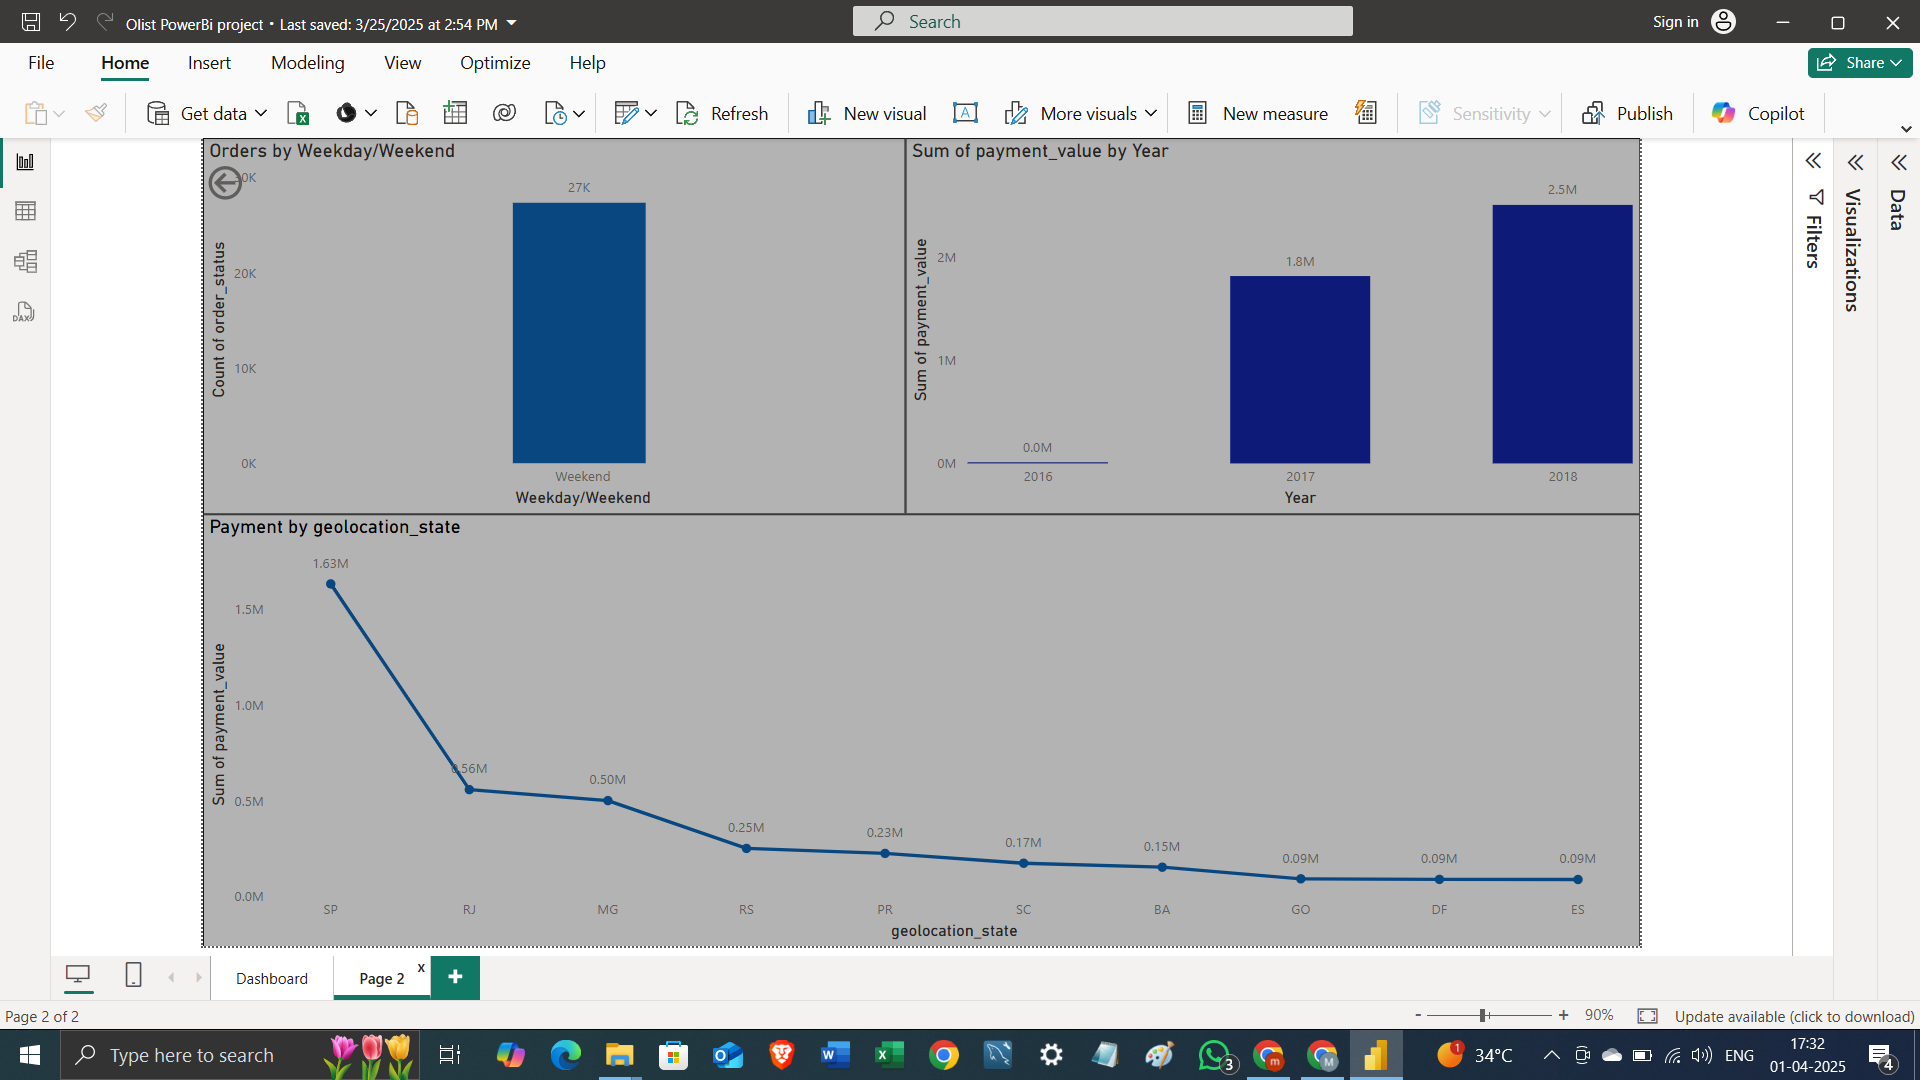 Olist PowerBi project • Last saved: 3/25/2025 at 2:54 PM
Search
Sign in
File
Home
Insert
Modeling
View
Optimize
Help
Share
Get data
Refresh
New visual
More visuals
New measure
Sensitivity
Publish
Copilot
Orders by Weekday/Weekend
Count of order_status
20K
10K
0K
27K
Weekend
Weekday/Weekend
Sum of payment_value by Year
Sum of payment_value
2M
1M
0M
0.0M
1.8M
2.5M
2016
2017
2018
Year
Payment by geolocation_state
Sum of payment_value
1.5M
1.0M
0.5M
0.0M
1.63M
0.56M
0.50M
0.25M
0.23M
0.17M
0.15M
0.09M
0.09M
0.09M
SP
RJ
MG
RS
PR
SC
BA
GO
DF
ES
geolocation_state
Filters
Visualizations
Data
DAX
Dashboard
Page 2
x
+
Page 2 of 2
- + 90%
Update available (click to download)
Type here to search
3
m
M
1
34°C
ENG
17:32
01-04-2025
4